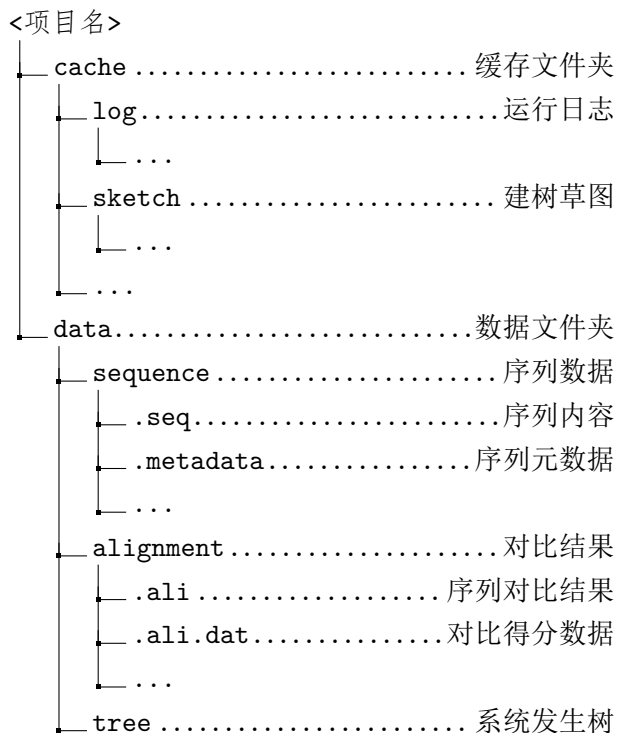 <项目名>
cache .......................... 缓存文件夹
log............................运行日志
...
sketch ........................ 建树草图
...
...
data............................数据文件夹
sequence ...................... 序列数据
.seq........................序列内容
.metadata................序列元数据
...
alignment ..................... 对比结果
.ali ................... 序列对比结果
.ali.dat...............对比得分数据
...
tree ........................ 系统发生树